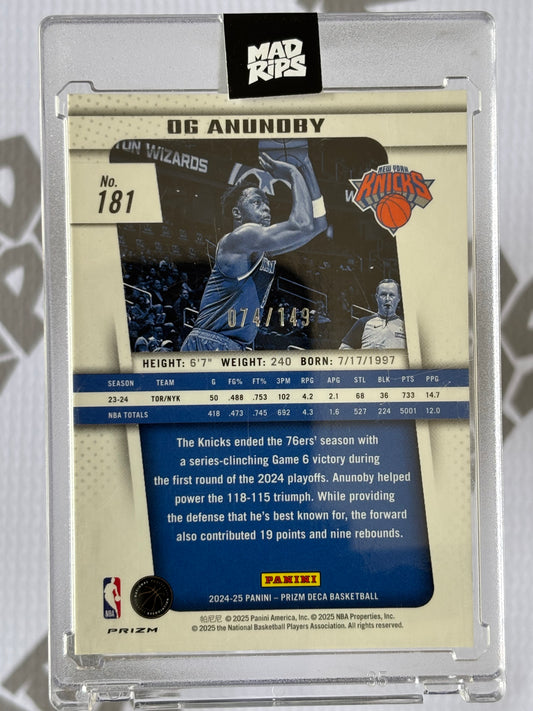 MAD
RIPS
OG ANUNOBY
TON WIZARDS
No.
181
NEW YORK
KNICKS
074/149
HEIGHT: 6'7" WEIGHT: 240 BORN: 7/17/1997
SEASON TEAM G FG% FT% 3PM RPG APG STL BLK PTS PPG
23-24 TOR/NYK 50 .488 .753 102 4.2 2.1 68 36 733 14.7
NBA TOTALS 418 .473 .745 692 4.3 1.6 527 224 5001 12.0
The Knicks ended the 76ers' season with
a series-clinching Game 6 victory during
the first round of the 2024 playoffs. Anunoby helped
power the 118-115 triumph. While providing
the defense that he's best known for, the forward
also contributed 19 points and nine rebounds.
PANINI
2024-25 PANINI – PRIZM DECA BASKETBALL
NBA
PRIZM
帕尼尼 © 2025 Panini America, Inc. © 2025 NBA Properties, Inc.
© 2025 the National Basketball Players Association. All rights reserved.